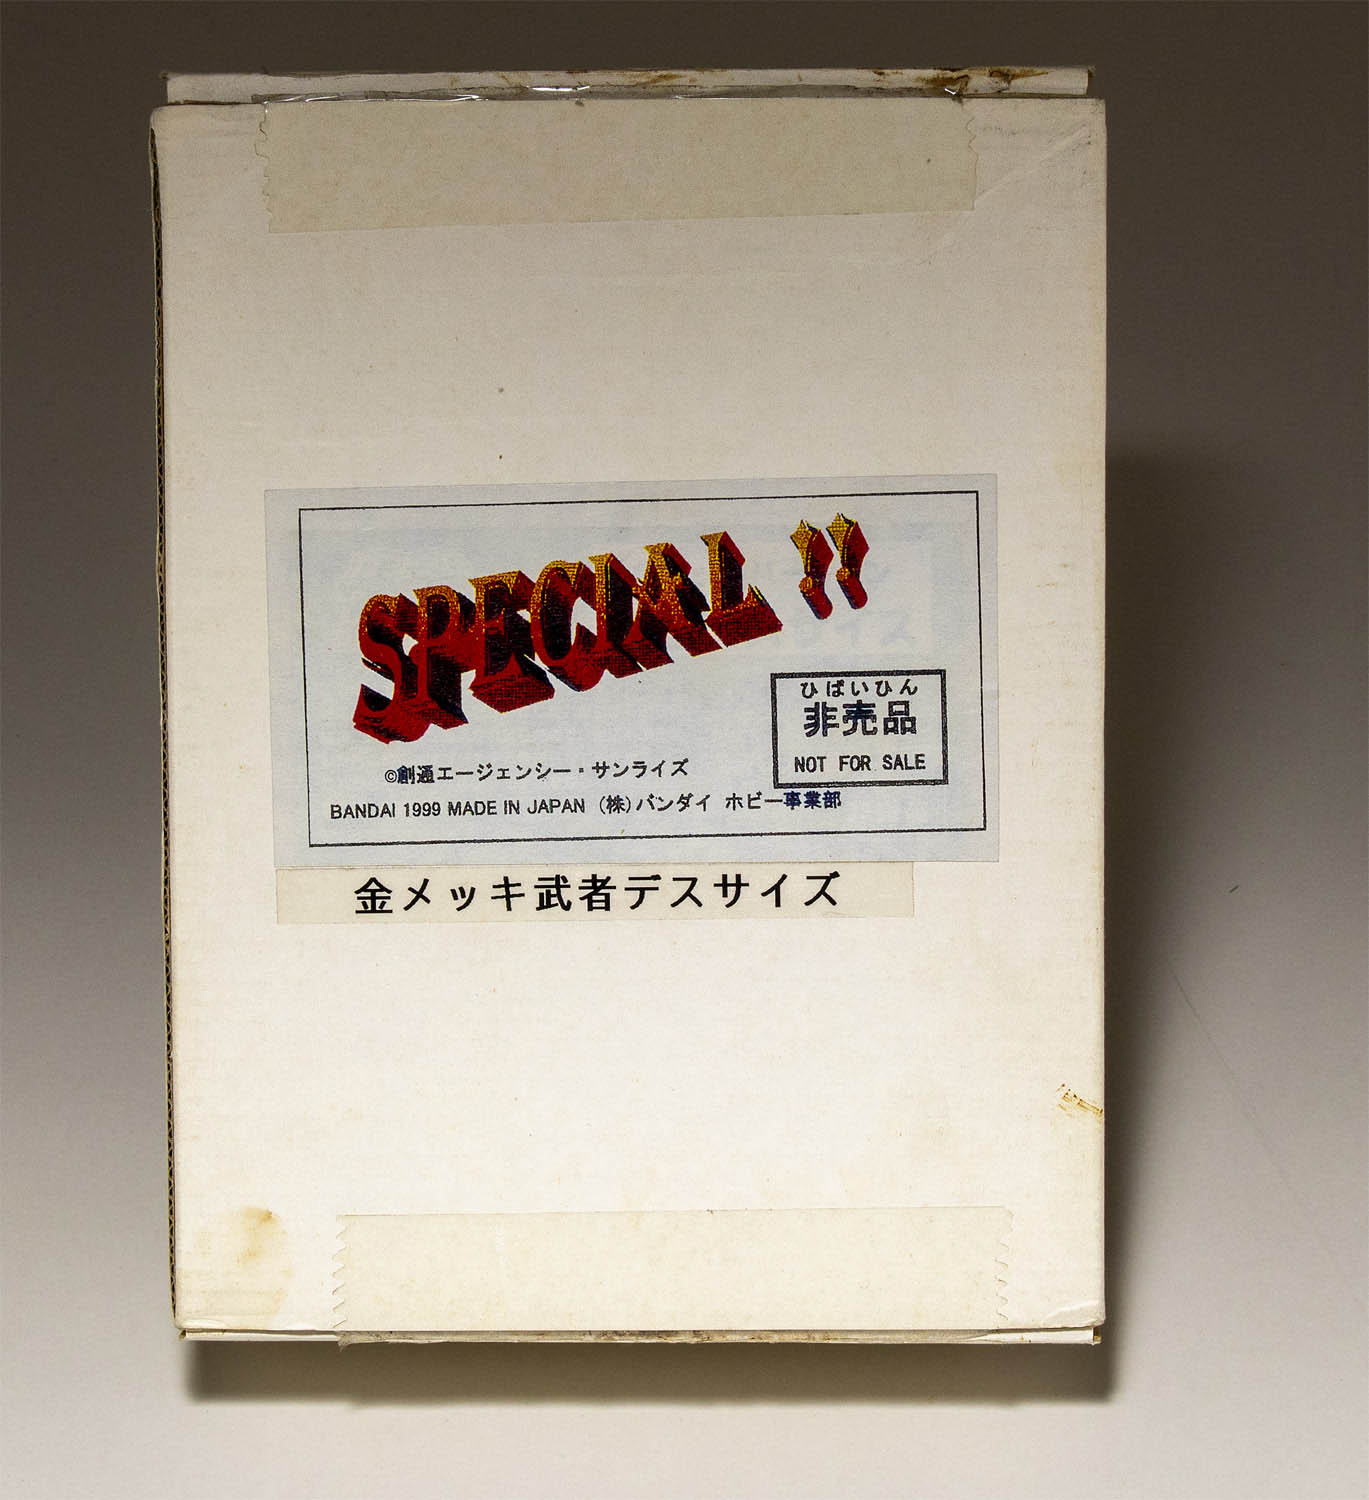 SPECIAL !!
ひばいひん
非売品
NOT FOR SALE
©創通エージェンシー・サンライズ
BANDAI 1999 MADE IN JAPAN (株)バンダイ ホビー事業部
金メッキ武者デスサイズ